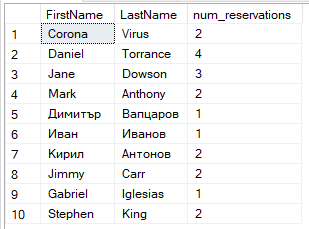 FirstName LastName num_reservations
1 Corona Virus 2
2 Daniel Torrance 4
3 Jane Dowson 3
4 Mark Anthony 2
5 Димитър Вапцаров 1
6 Иван Иванов 1
7 Кирил Антонов 2
8 Jimmy Carr 2
9 Gabriel Iglesias 1
10 Stephen King 2